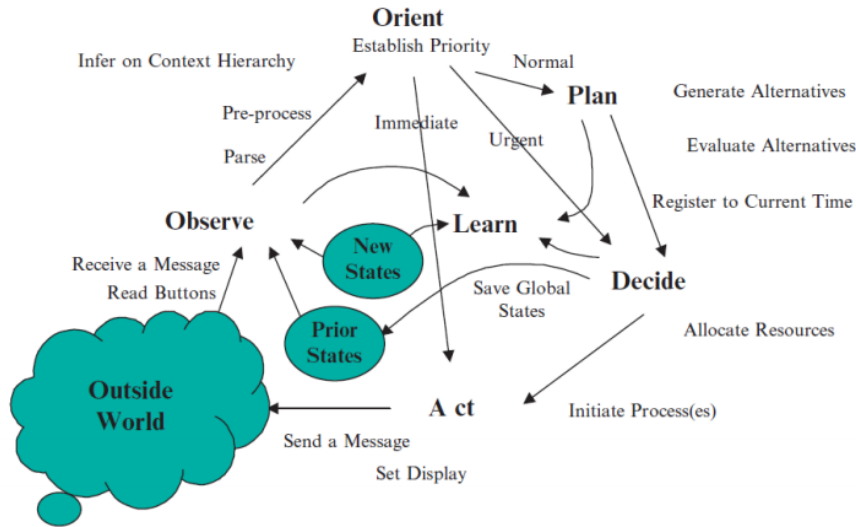 Orient
Establish Priority
Infer on Context Hierarchy
Normal
Plan
Generate Alternatives
Pre-process
Immediate
Urgent
Evaluate Alternatives
Parse
Register to Current Time
Observe
Learn
New
States
Receive a Message
Read Buttons
Save Global
States
Decide
Prior
States
Allocate Resources
Outside
World
A ct
Initiate Process(es)
Send a Message
Set Display